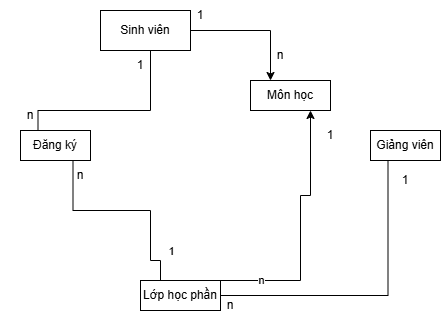 Sinh viên
1
1
n
Môn học
n
1
Đăng ký
Giảng viên
n
1
1
n
Lớp học phần
n